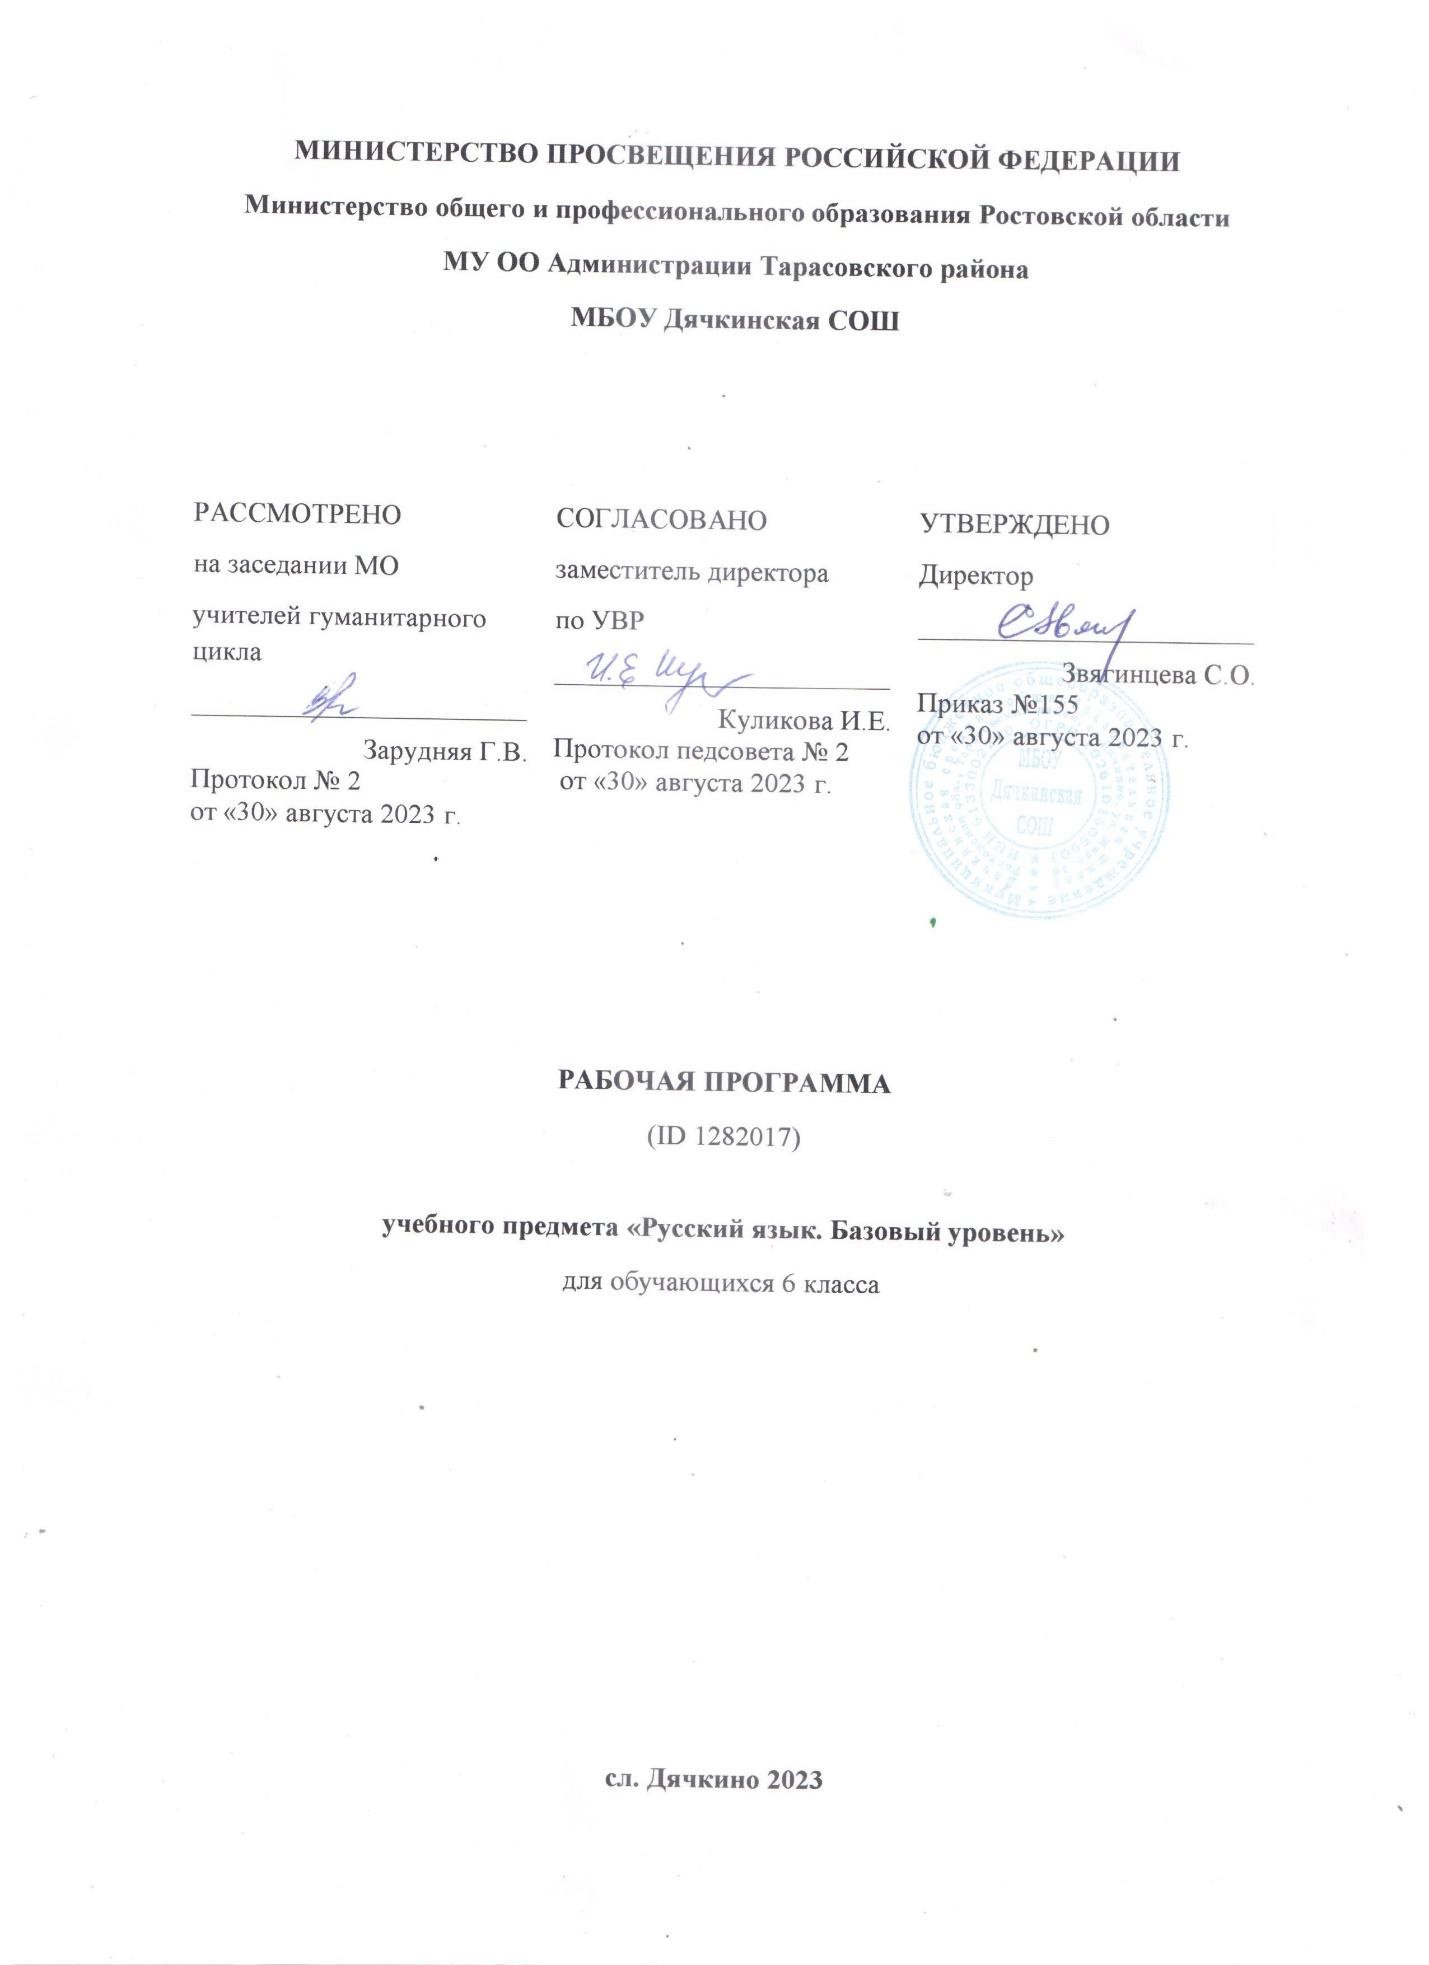 МИНИСТЕРСТВО ПРОСВЕЩЕНИЯ РОССИЙСКОЙ ФЕДЕРАЦИИ
Министерство общего и профессионального образования Ростовской области
МУ ОО Администрации Тарасовского района
МБОУ Дячкинская СОШ
РАССМОТРЕНО
на заседании МО
учителей гуманитарного
цикла
Зарудняя Г.В.
Протокол № 2
от «30» августа 2023 г.
СОГЛАСОВАНО
заместитель директора
по УВР
Куликова И.Е.
Протокол педсовета № 2
от «30» августа 2023 г.
УТВЕРЖДЕНО
Директор
Звягинцева С.О.
Приказ №155
от «30» августа 2023 г.
МБОУ
Дячкинская
СОШ
РАБОЧАЯ ПРОГРАММА
(ID 1282017)
учебного предмета «Русский язык. Базовый уровень»
для обучающихся 6 класса
сл. Дячкино 2023